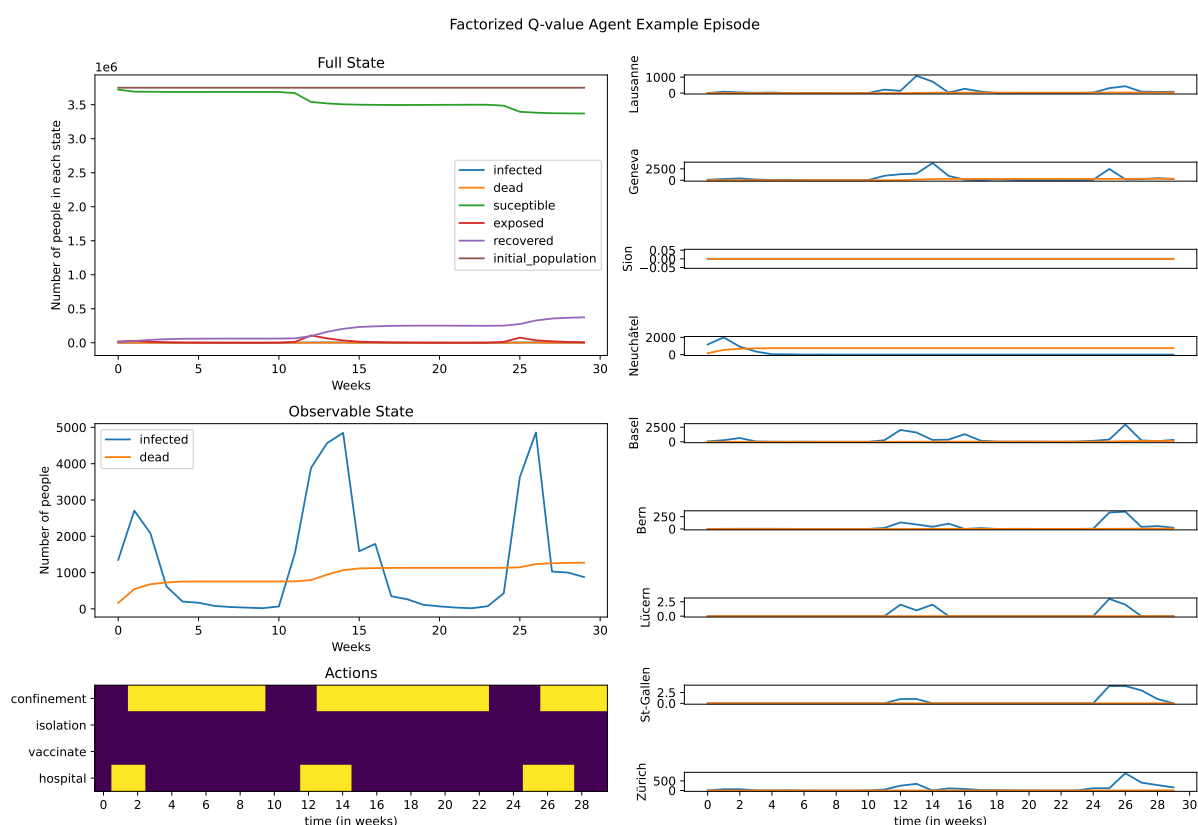 Factorized Q-value Agent Example Episode
Full State
1e6
3.5
3.0
2.5
2.0
1.5
1.0
0.5
0.0
Number of people in each state
infected
dead
suceptible
exposed
recovered
initial_population
0 5 10 15 20 25 30
Weeks
Observable State
5000
4000
3000
2000
1000
0
Number of people
infected
dead
0 5 10 15 20 25 30
Weeks
Actions
confinement
isolation
vaccinate
hospital
0 2 4 6 8 10 12 14 16 18 20 22 24 26 28
time (in weeks)
Lausanne
1000
0
Geneva
2500
0
Sion
0.05
0.00
−0.05
Neuchâtel
2000
0
Basel
2500
0
Bern
250
0
Lücern
2.5
0.0
St-Gallen
2.5
0.0
Zürich
500
0
0 2 4 6 8 10 12 14 16 18 20 22 24 26 28 30
time (in weeks)